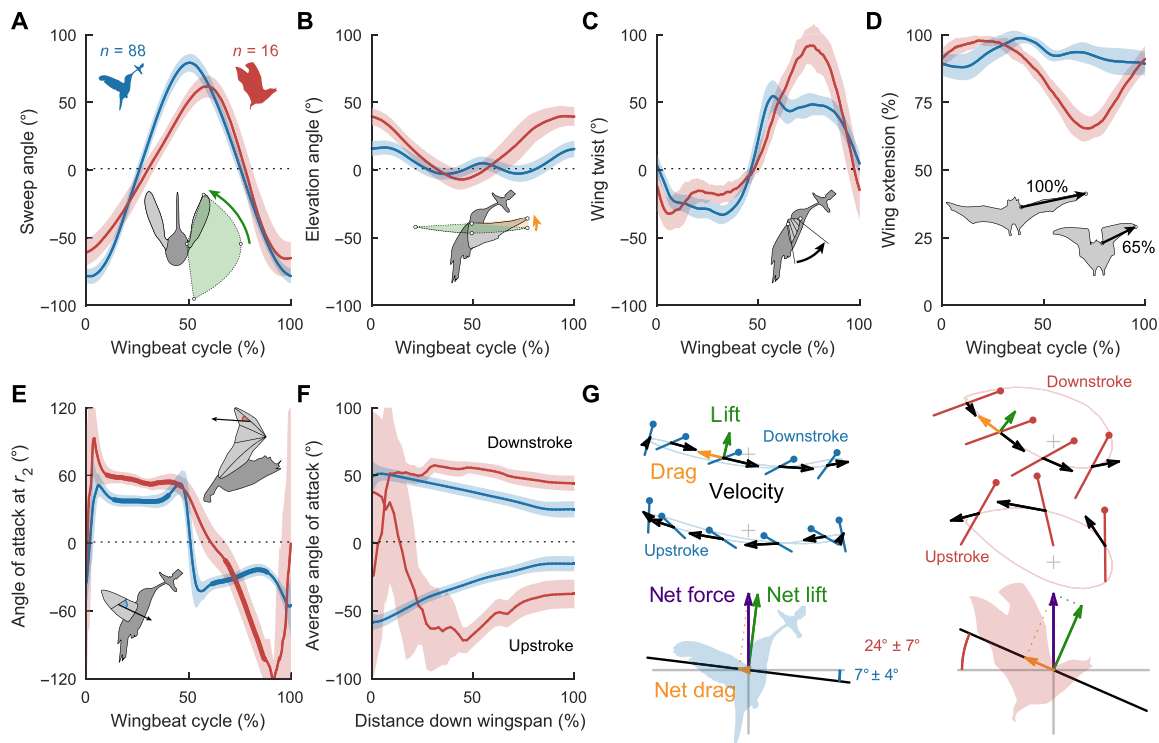 A
B
C
D
100
50
0
−50
−100
Sweep angle (°)
n = 88
n = 16
0
50
100
Wingbeat cycle (%)
100
50
0
−50
−100
Elevation angle (°)
0
50
100
Wingbeat cycle (%)
100
50
0
−50
−100
Wing twist (°)
0
50
100
Wingbeat cycle (%)
100
75
50
25
0
Wing extension (%)
100%
65%
0
50
100
Wingbeat cycle (%)
E
F
G
120
60
0
−60
−120
Angle of attack at r2 (°)
0
50
100
Wingbeat cycle (%)
100
50
0
−50
−100
Average angle of attack (°)
Downstroke
Upstroke
0
50
100
Distance down wingspan (%)
Lift
Downstroke
Drag
Velocity
Upstroke
Downstroke
Upstroke
Net force
Net lift
Net drag
24° ± 7°
7° ± 4°